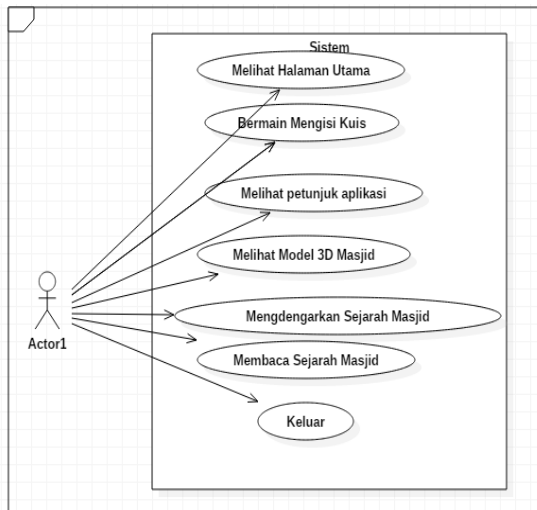 Sistem
Melihat Halaman Utama
Bermain Mengisi Kuis
Melihat petunjuk aplikasi
Melihat Model 3D Masjid
Mengdengarkan Sejarah Masjid
Actor1
Membaca Sejarah Masjid
Keluar